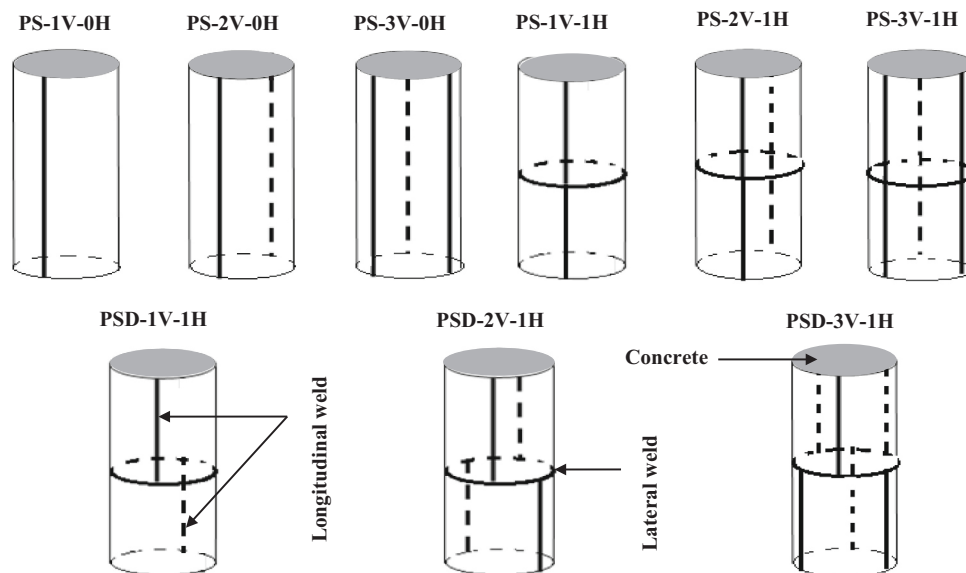 PS-1V-0H
PS-2V-0H
PS-3V-0H
PS-1V-1H
PS-2V-1H
PS-3V-1H
PSD-1V-1H
PSD-2V-1H
PSD-3V-1H
Concrete
Longitudinal weld
Lateral weld